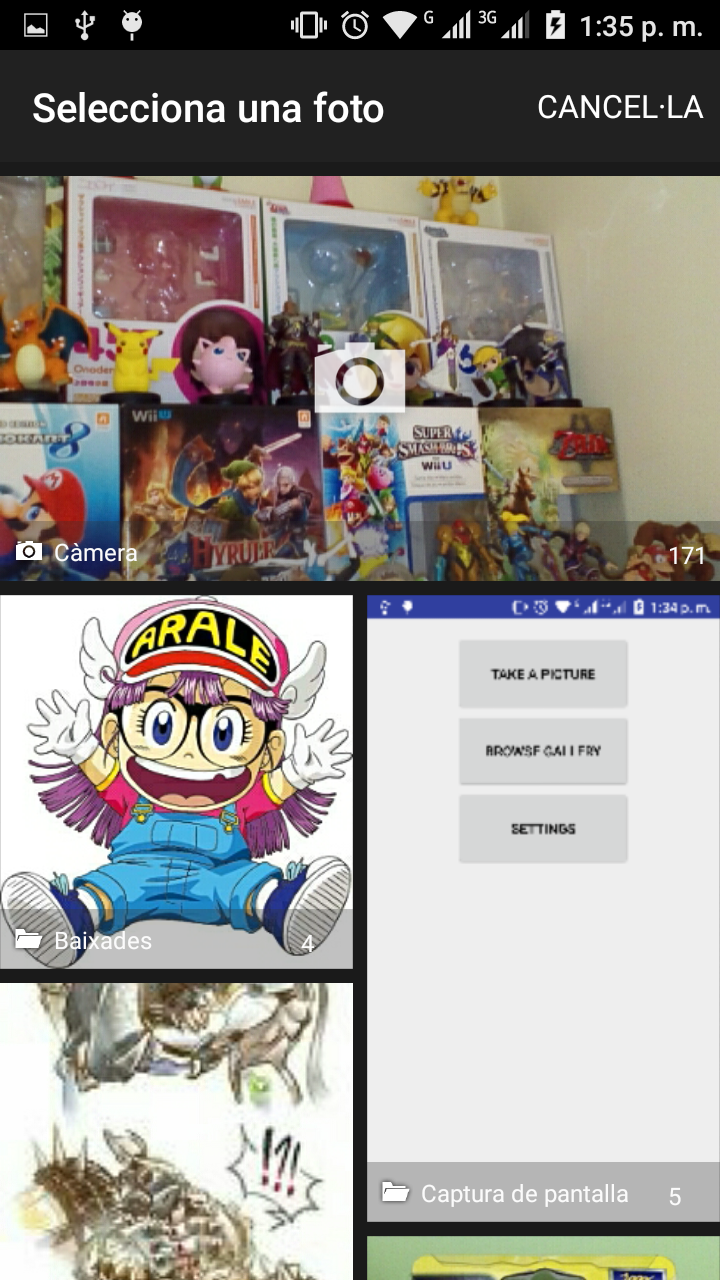 G
3G
1:35 p. m.
Selecciona una foto
CANCEL·LA
Wii U
SUPER
SMASH BROS
Wii U
ZELDA
HYRULE
Càmera
171
ARALE
1:34 p. m.
TAKE A PICTURE
BROWSE GALLERY
SETTINGS
Baixades
4
!?!
Captura de pantalla
5